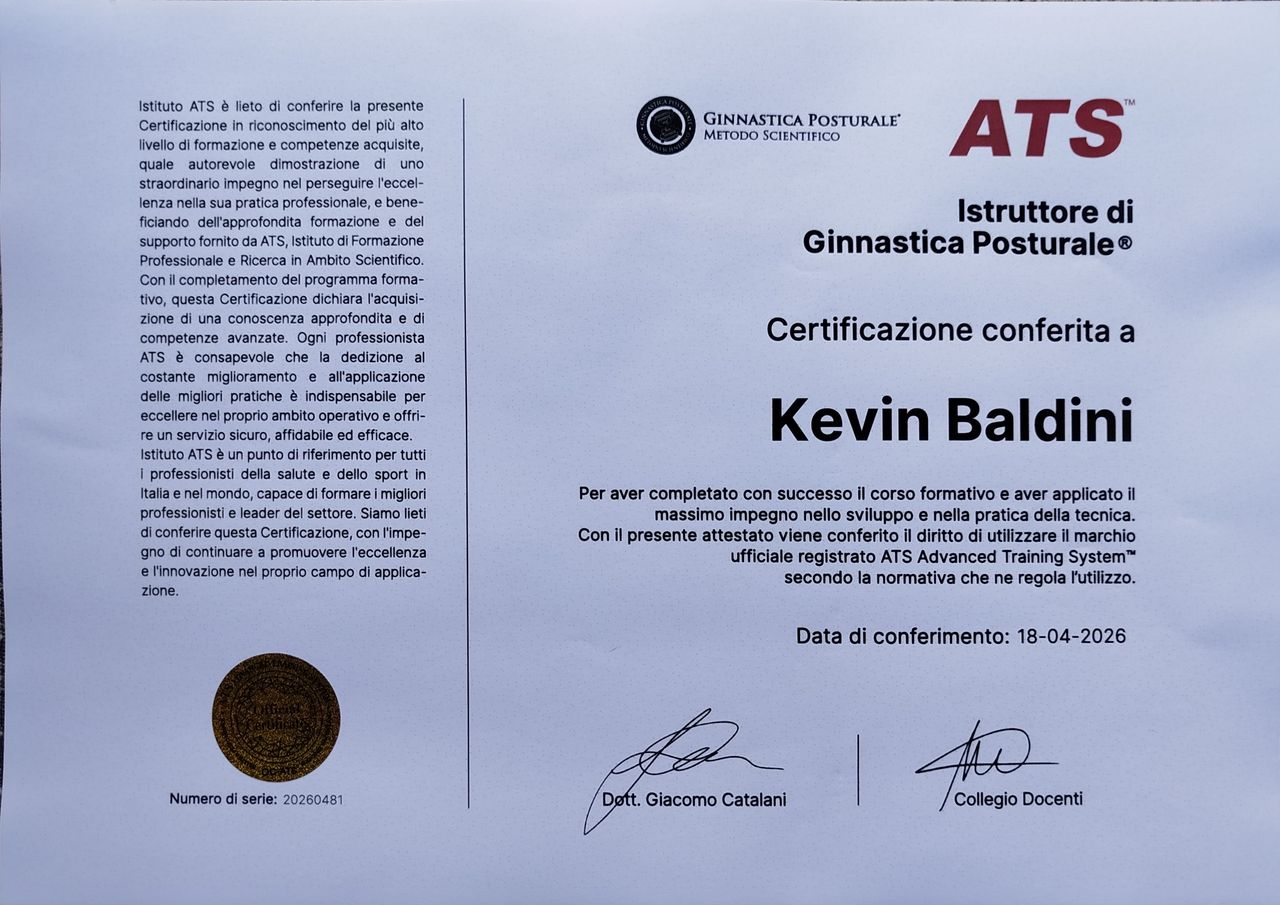 Istituto ATS è lieto di conferire la presente
Certificazione in riconoscimento del più alto
livello di formazione e competenze acquisite,
quale autorevole dimostrazione di uno
straordinario impegno nel perseguire l'eccel-
lenza nella sua pratica professionale, e bene-
ficiando dell'approfondita formazione e del
supporto fornito da ATS, Istituto di Formazione
Professionale e Ricerca in Ambito Scientifico.
Con il completamento del programma forma-
tivo, questa Certificazione dichiara l'acquisi-
zione di una conoscenza approfondita e di
competenze avanzate. Ogni professionista
ATS è consapevole che la dedizione al
costante miglioramento e all'applicazione
delle migliori pratiche è indispensabile per
eccellere nel proprio ambito operativo e offri-
re un servizio sicuro, affidabile ed efficace.
Istituto ATS è un punto di riferimento per tutti
i professionisti della salute e dello sport in
Italia e nel mondo, capace di formare i migliori
professionisti e leader del settore. Siamo lieti
di conferire questa Certificazione, con l'impe-
gno di continuare a promuovere l'eccellenza
e l'innovazione nel proprio campo di applica-
zione.
Official
Certificate
Numero di serie: 20260481
GINNASTICA POSTURALE®
METODO SCIENTIFICO
ATS™
Istruttore di
Ginnastica Posturale®
Certificazione conferita a
Kevin Baldini
Per aver completato con successo il corso formativo e aver applicato il
massimo impegno nello sviluppo e nella pratica della tecnica.
Con il presente attestato viene conferito il diritto di utilizzare il marchio
ufficiale registrato ATS Advanced Training System™
secondo la normativa che ne regola l'utilizzo.
Data di conferimento: 18-04-2026
Dott. Giacomo Catalani
Collegio Docenti